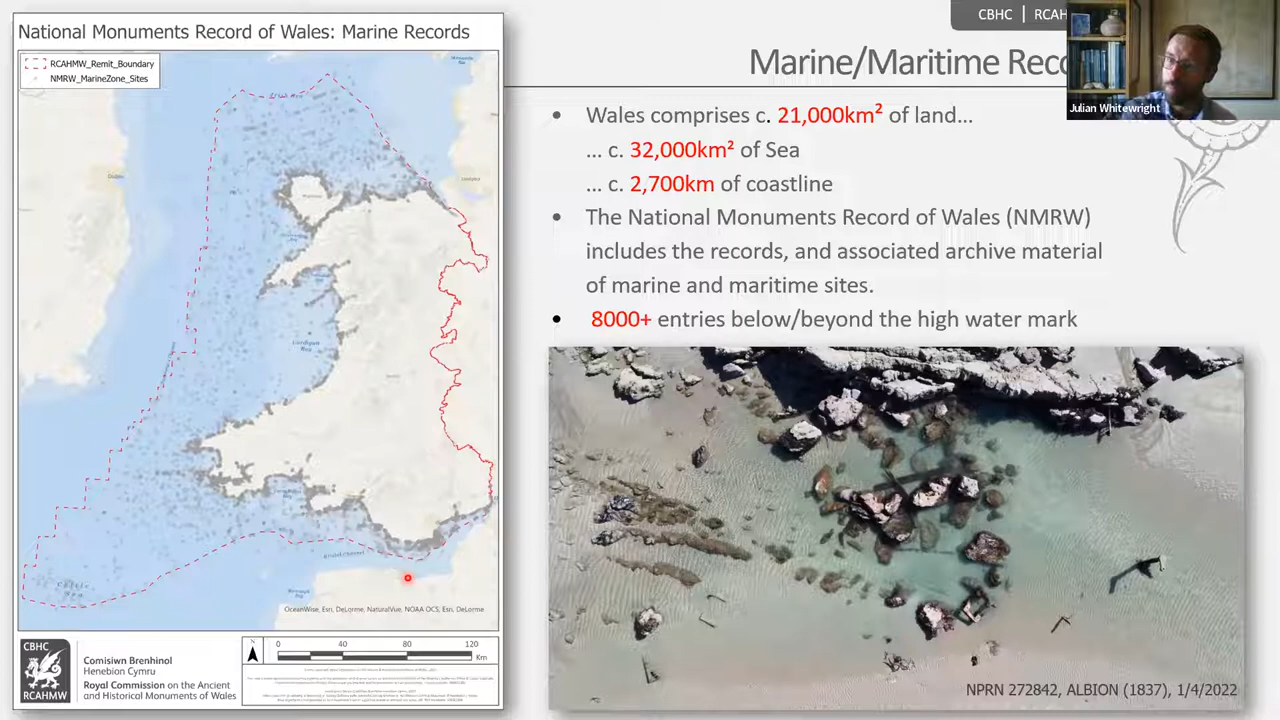 National Monuments Record of Wales: Marine Records
RCAHMW_Remit_Boundary
NMRW_MarineZone_Sites
OceanWise, Esri, DeLorme, NaturalVue, NOAA OCS, Esri, DeLorme
CBHC
RCAHMW
Comisiwn Brenhinol
Henebion Cymru
Royal Commission on the Ancient
and Historical Monuments of Wales
N
0 40 80 120
Km
CBHC | RCAH
Julian Whitewright
Marine/Maritime Reco
• Wales comprises c. 21,000km² of land…
… c. 32,000km² of Sea
… c. 2,700km of coastline
• The National Monuments Record of Wales (NMRW)
includes the records, and associated archive material
of marine and maritime sites.
• 8000+ entries below/beyond the high water mark
NPRN 272842, ALBION (1837), 1/4/2022